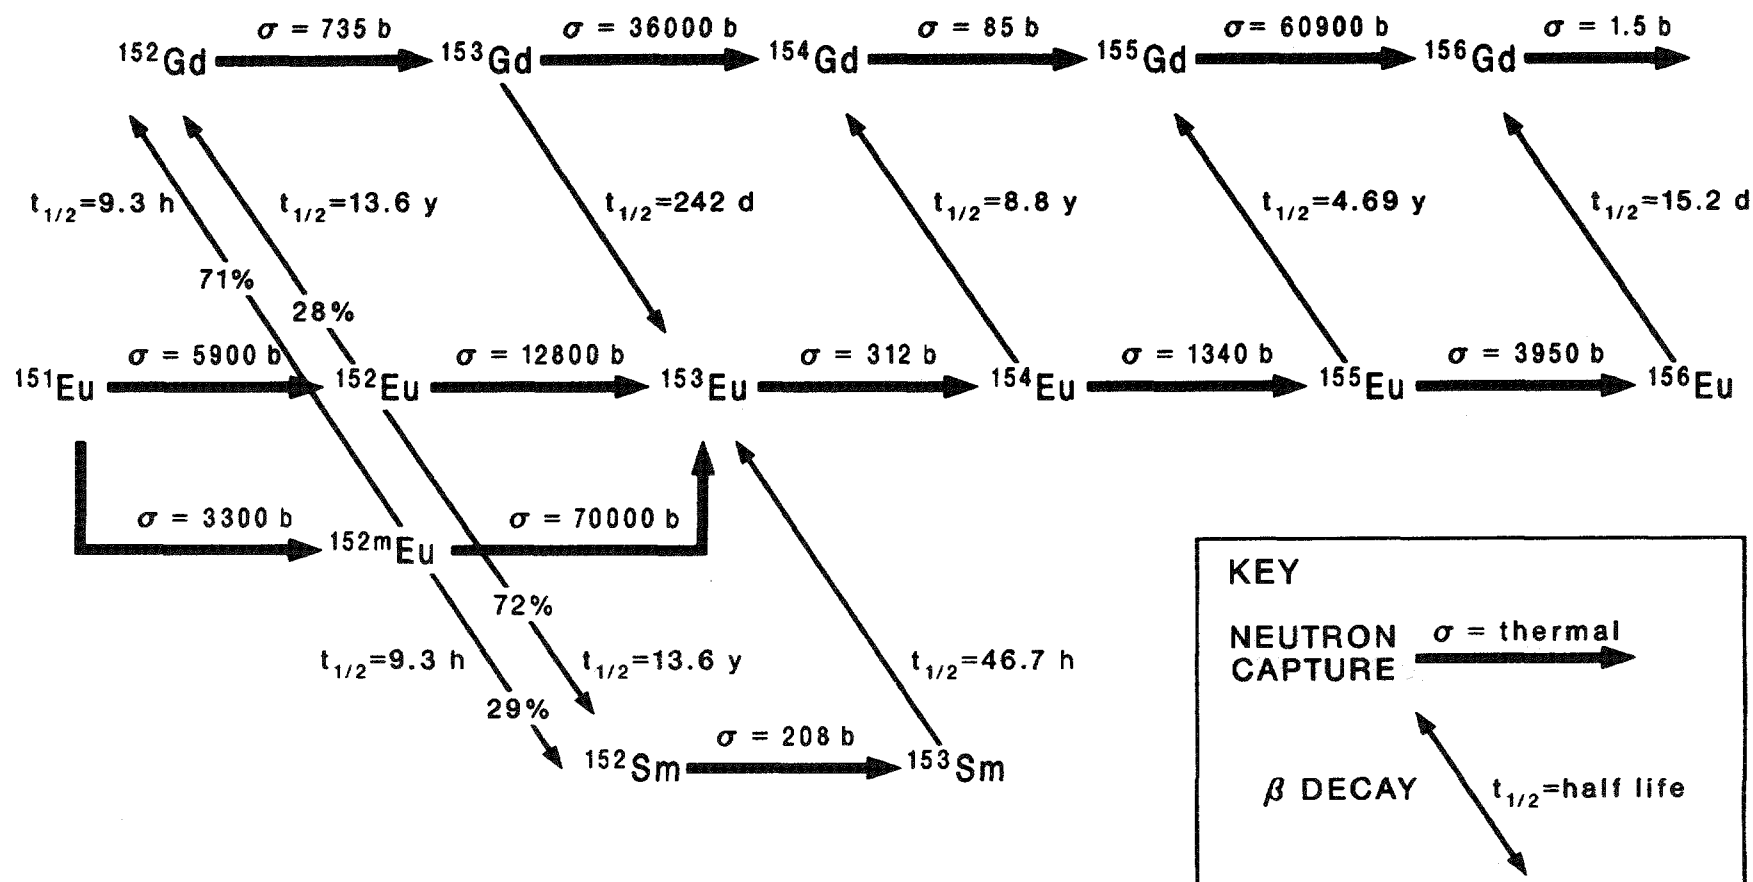 σ = 735 b σ = 36000 b σ = 85 b σ= 60900 b σ = 1.5 b
152Gd 153Gd 154Gd 155Gd 156Gd
t1/2=9.3 h t1/2=13.6 y t1/2=242 d t1/2=8.8 y t1/2=4.69 y t1/2=15.2 d
71%
28%
σ = 5900 b σ = 12800 b σ = 312 b σ = 1340 b σ = 3950 b
151Eu 152Eu 153Eu 154Eu 155Eu 156Eu
σ = 3300 b σ = 70000 b
152mEu
72%
t1/2=9.3 h t1/2=13.6 y t1/2=46.7 h
29%
σ = 208 b
152Sm 153Sm
KEY
NEUTRON
CAPTURE
σ = thermal
β DECAY
t1/2=half life